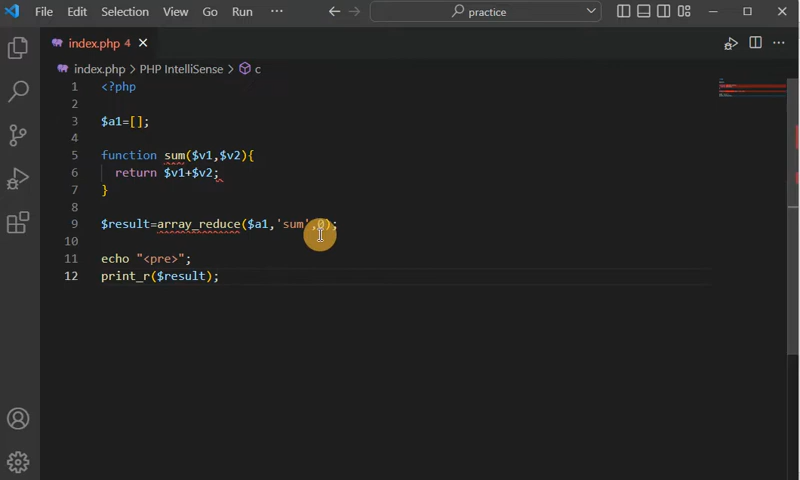 File Edit Selection View Go Run ··· practice
index.php 4
index.php > PHP IntelliSense > c
1 <?php
2
3 $a1=[];
4
5 function sum($v1,$v2){
6 return $v1+$v2;
7 }
8
9 $result=array_reduce($a1,'sum',0);
10
11 echo "<pre>";
12 print_r($result);